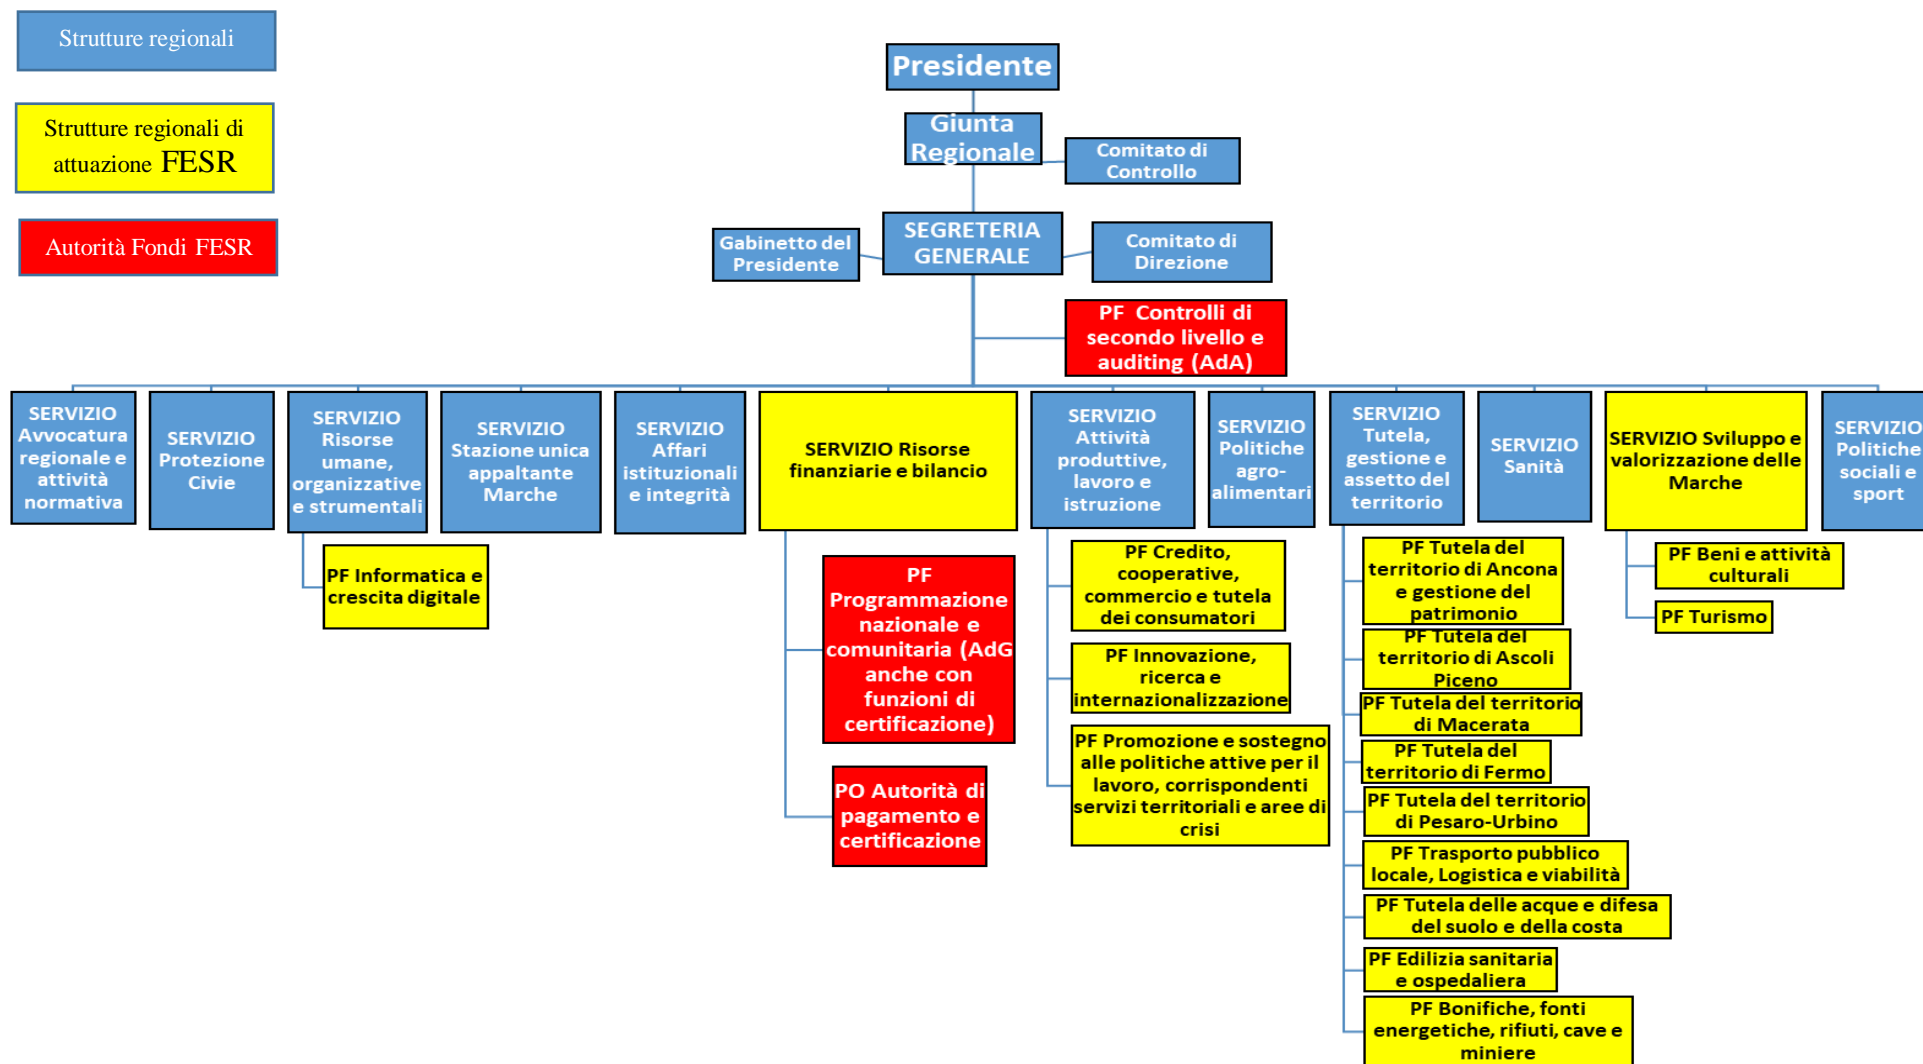 Strutture regionali
Strutture regionali di
attuazione FESR
Autorità Fondi FESR
Presidente
Giunta
Regionale
Comitato di
Controllo
SEGRETERIA
GENERALE
Gabinetto del
Presidente
Comitato di
Direzione
PF Controlli di
secondo livello e
auditing (AdA)
SERVIZIO
Avvocatura
regionale e
attività
normativa
SERVIZIO
Protezione
Civie
SERVIZIO
Risorse
umane,
organizzative
e strumentali
SERVIZIO
Stazione unica
appaltante
Marche
SERVIZIO
Affari
istituzionali
e integrità
SERVIZIO Risorse
finanziarie e bilancio
SERVIZIO
Attività
produttive,
lavoro e
istruzione
SERVIZIO
Politiche
agro-
alimentari
SERVIZIO
Tutela,
gestione e
assetto del
territorio
SERVIZIO
Sanità
SERVIZIO Sviluppo e
valorizzazione delle
Marche
SERVIZIO
Politiche
sociali e
sport
PF Informatica e
crescita digitale
PF
Programmazione
nazionale e
comunitaria (AdG
anche con
funzioni di
certificazione)
PO Autorità di
pagamento e
certificazione
PF Credito,
cooperative,
commercio e tutela
dei consumatori
PF Innovazione,
ricerca e
internazionalizzazione
PF Promozione e sostegno
alle politiche attive per il
lavoro, corrispondenti
servizi territoriali e aree di
crisi
PF Tutela del
territorio di Ancona
e gestione del
patrimonio
PF Tutela del
territorio di Ascoli
Piceno
PF Tutela del territorio
di Macerata
PF Tutela del
territorio di Fermo
PF Tutela del territorio
di Pesaro-Urbino
PF Trasporto pubblico
locale, Logistica e viabilità
PF Tutela delle acque e difesa
del suolo e della costa
PF Edilizia sanitaria
e ospedaliera
PF Bonifiche, fonti
energetiche, rifiuti, cave e
miniere
PF Beni e attività
culturali
PF Turismo